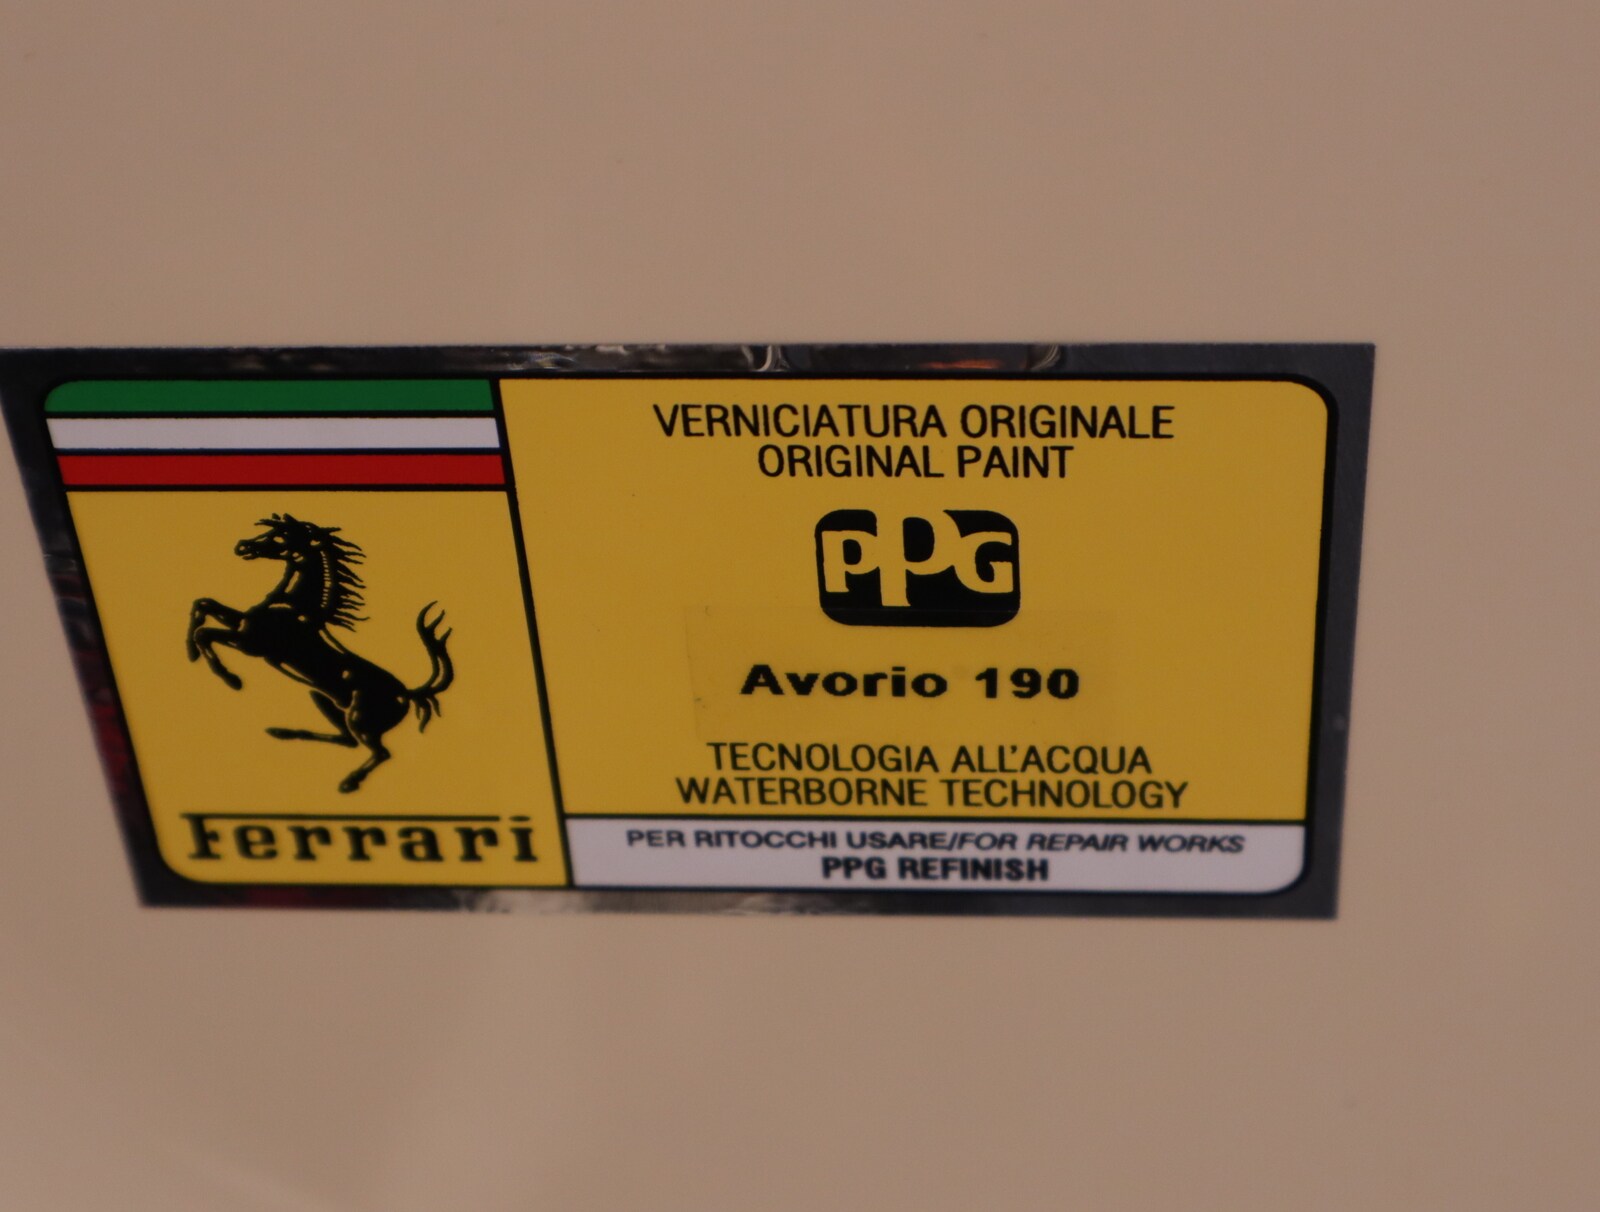 Ferrari
VERNICIATURA ORIGINALE
ORIGINAL PAINT
PPG
Avorio 190
TECNOLOGIA ALL'ACQUA
WATERBORNE TECHNOLOGY
PER RITOCCHI USARE/FOR REPAIR WORKS
PPG REFINISH